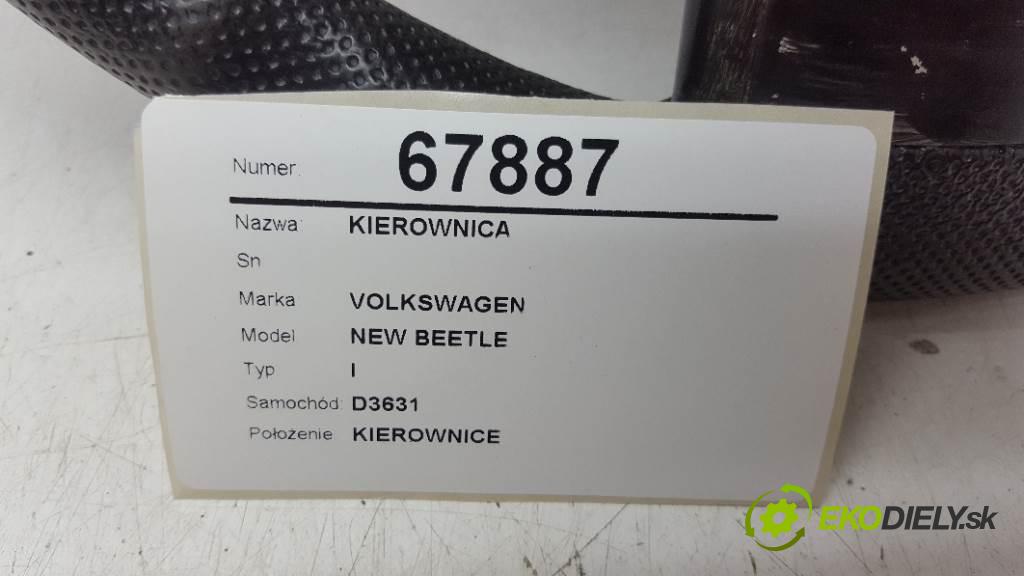 Numer: 67887
Nazwa: KIEROWNICA
Sn
Marka VOLKSWAGEN
Model NEW BEETLE
Typ I
Samochód: D3631
Położenie KIEROWNICE
EKODIELY.sk